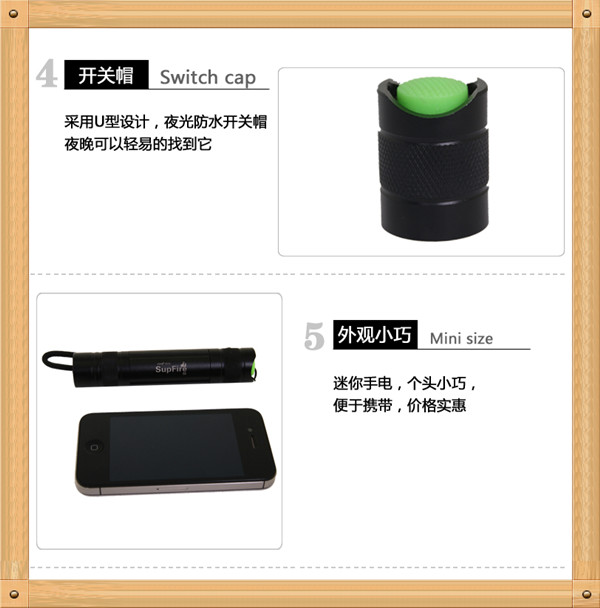 4 开关帽 Switch cap
采用U型设计，夜光防水开关帽
夜晚可以轻易的找到它
SupFire
5 外观小巧 Mini size
迷你手电，个头小巧，
便于携带，价格实惠